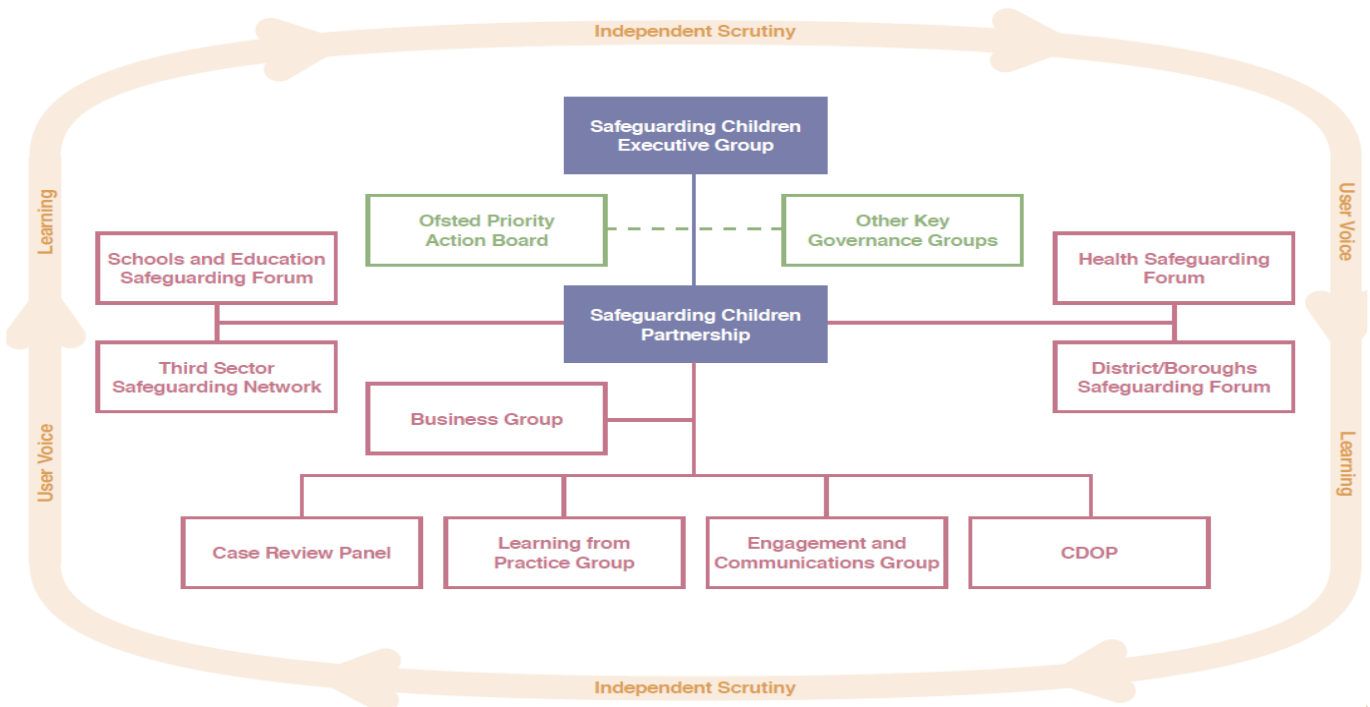 Independent Scrutiny
Safeguarding Children
Executive Group
Learning
User Voice
Ofsted Priority
Action Board
Other Key
Governance Groups
Schools and Education
Safeguarding Forum
Health Safeguarding
Forum
Safeguarding Children
Partnership
Third Sector
Safeguarding Network
District/Boroughs
Safeguarding Forum
Business Group
User Voice
Learning
Case Review Panel
Learning from
Practice Group
Engagement and
Communications Group
CDOP
Independent Scrutiny